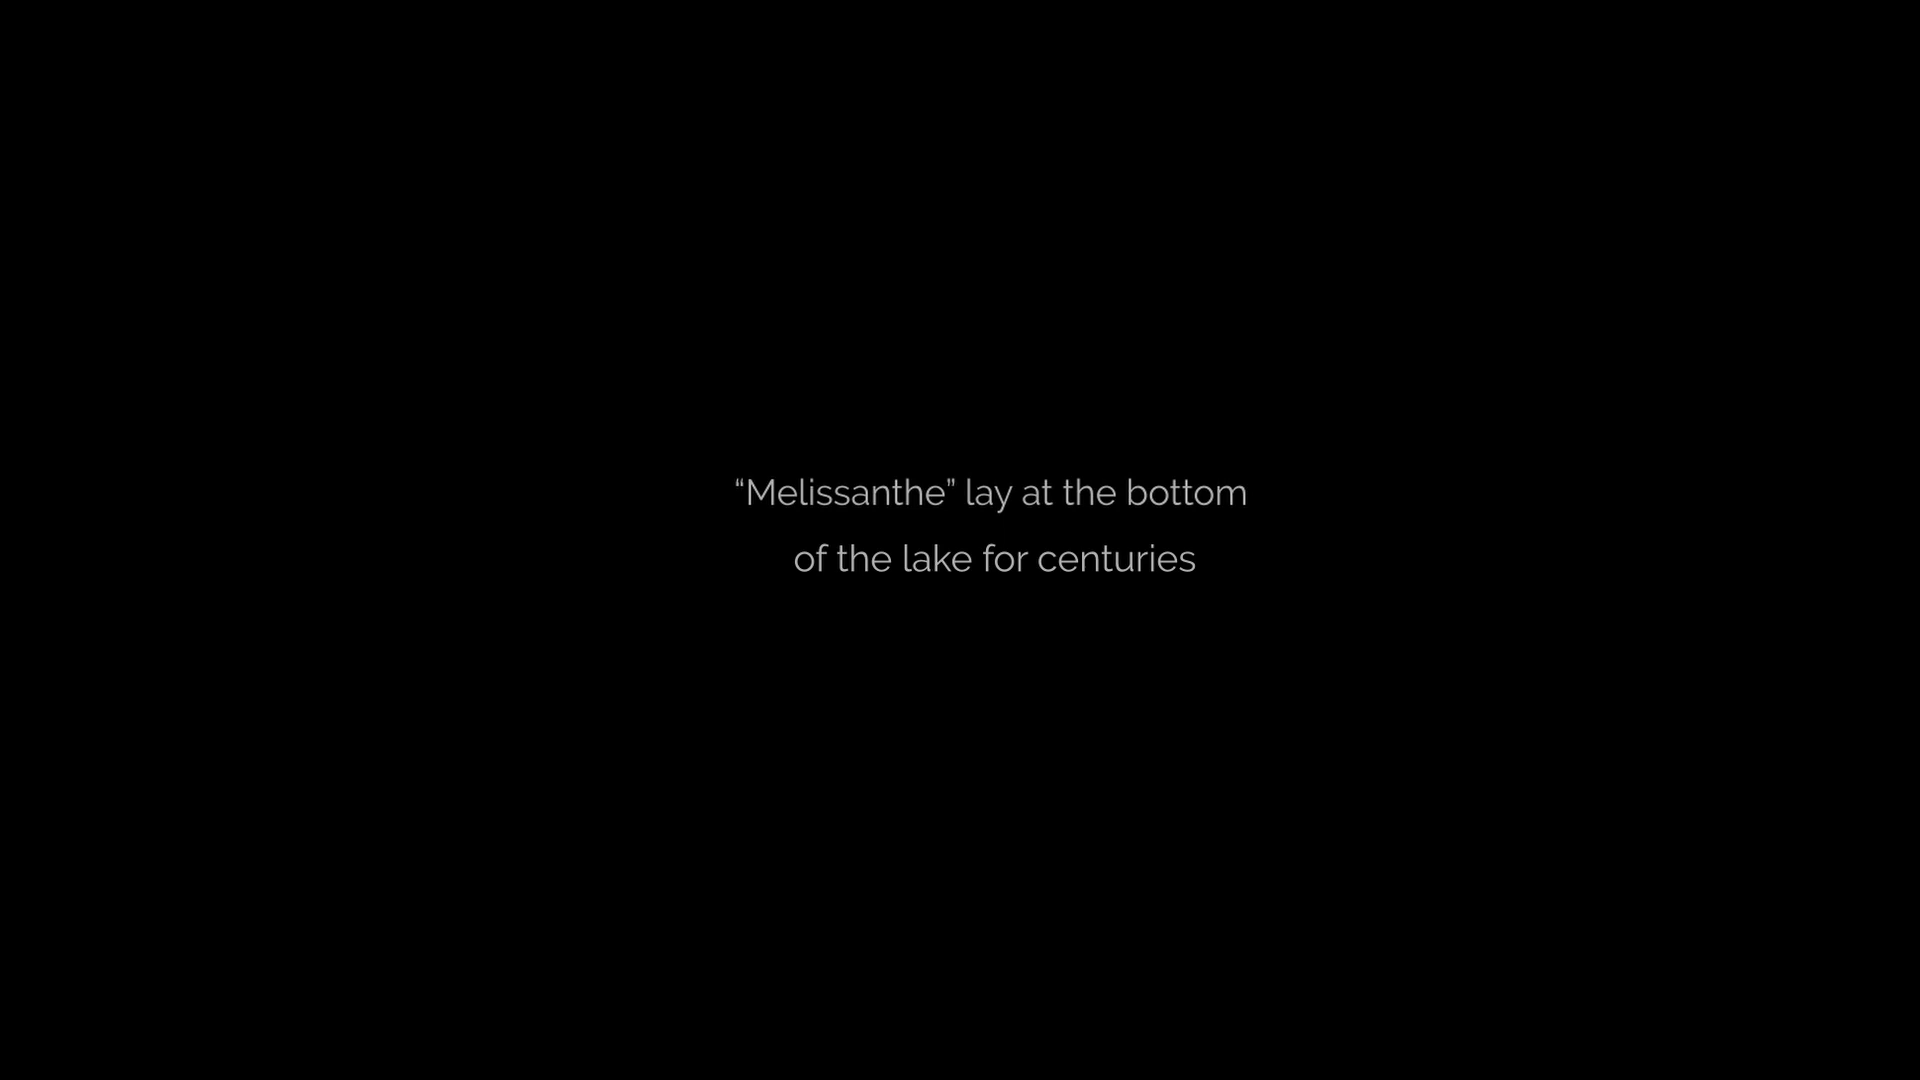 “Melissanthe” lay at the bottom
of the lake for centuries